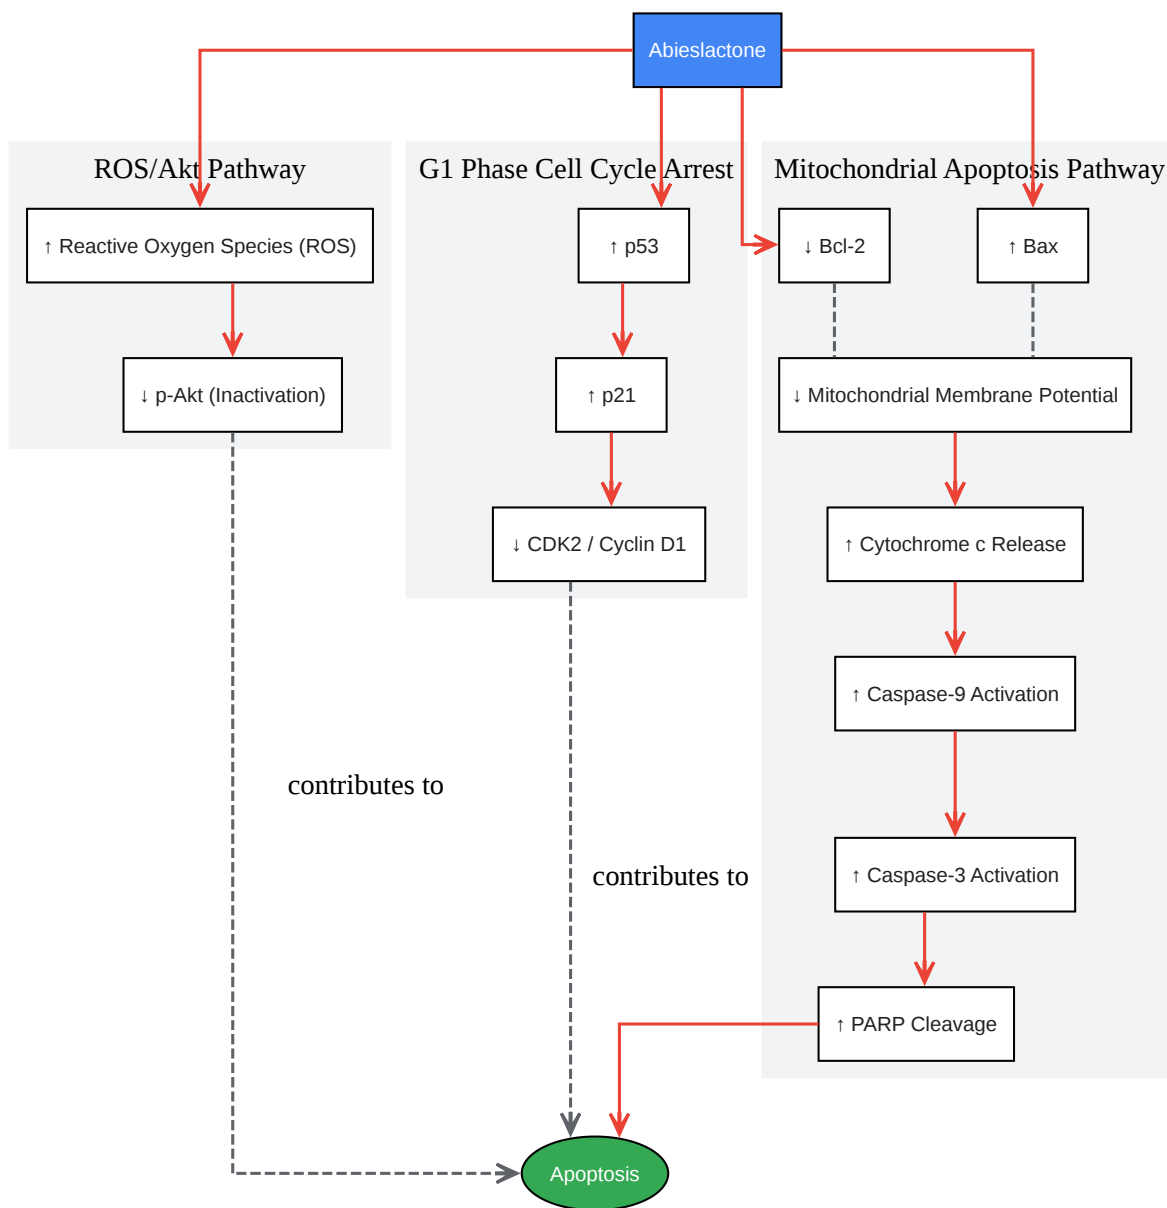 Abieslactone
ROS/Akt Pathway
↑ Reactive Oxygen Species (ROS)
↓ p-Akt (Inactivation)
G1 Phase Cell Cycle Arrest
↑ p53
↑ p21
↓ CDK2 / Cyclin D1
Mitochondrial Apoptosis Pathway
↓ Bcl-2
↑ Bax
↓ Mitochondrial Membrane Potential
↑ Cytochrome c Release
↑ Caspase-9 Activation
↑ Caspase-3 Activation
↑ PARP Cleavage
contributes to
contributes to
Apoptosis